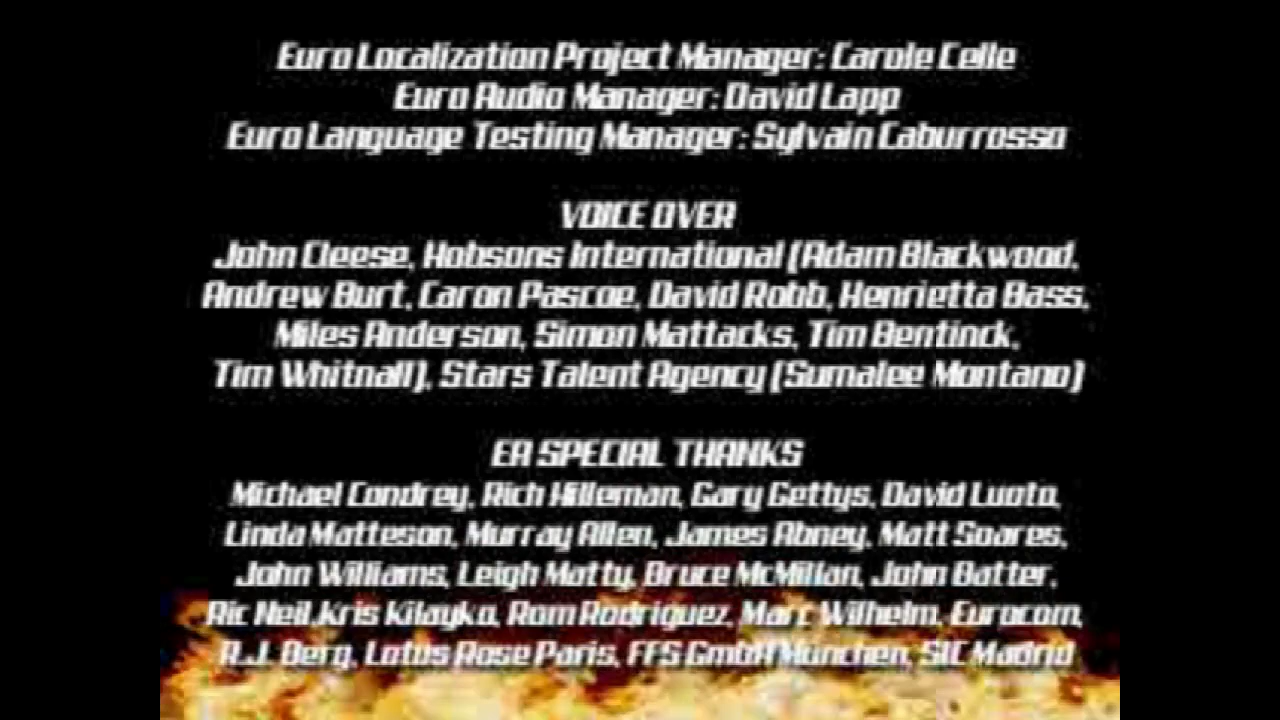 Euro Localization Project Manager: Carole Celle
Euro Audio Manager: David Lapp
Euro Language Testing Manager: Sylvain Caburrosso
VOICE OVER
John Cleese, Hobsons International (Adam Blackwood,
Andrew Burt, Caron Pascoe, David Robb, Henrietta Bass,
Miles Anderson, Simon Mattacks, Tim Bentinck,
Tim Whitnall), Stars Talent Agency (Sumalee Montano)
EA SPECIAL THANKS
Michael Condrey, Rich Hilleman, Gary Gettys, David Luoto,
Linda Matteson, Murray Allen, James Abney, Matt Soares,
John Williams, Leigh Matty, Bruce McMillan, John Batter,
Ric Neil,Kris Kilayko, Rom Rodriguez, Marc Wilhelm, Eurocom,
R.J. Berg, Lotus Rose Paris, FFS GmbH München, SIC Madrid